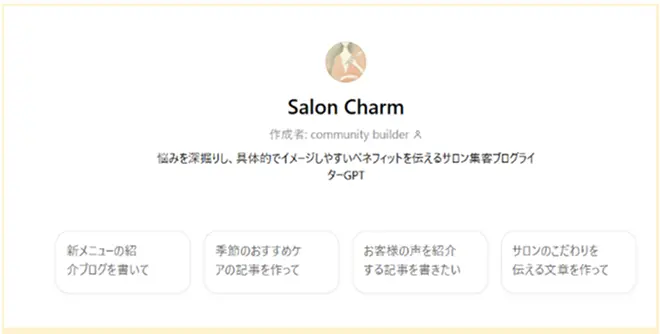 Salon Charm
作成者: community builder
悩みを深掘りし、具体的でイメージしやすいベネフィットを伝えるサロン集客ブログライ
ターGPT
新メニューの紹
介ブログを書いて
季節のおすすめケ
アの記事を作って
お客様の声を紹介
する記事を書きたい
サロンのこだわりを
伝える文章を作って